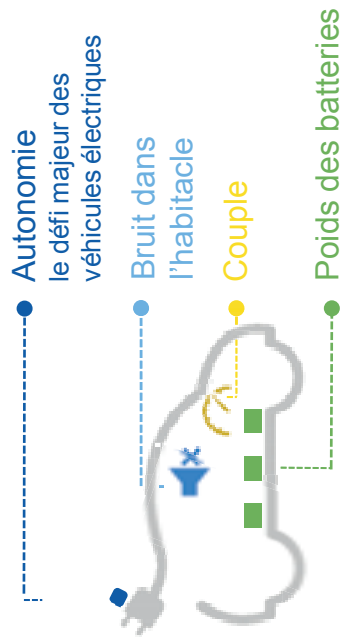 Autonomie
le défi majeur des
véhicules électriques
Bruit dans
l'habitacle
Couple
Poids des batteries